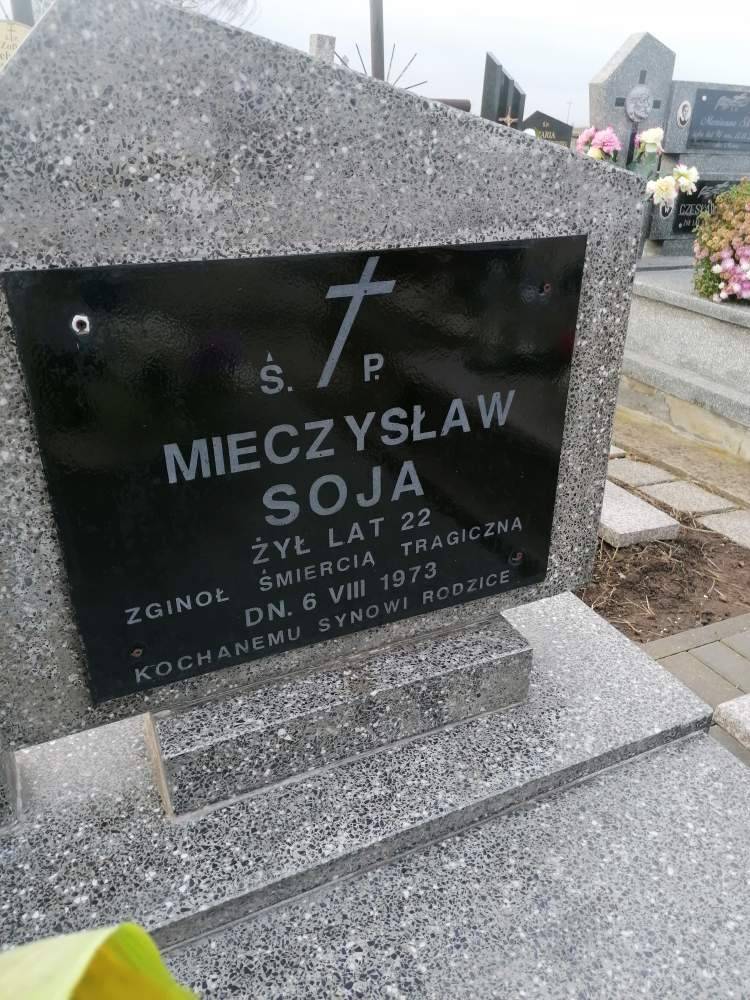 Ś. P.
MIECZYSŁAW
SOJA
ŻYŁ LAT 22
ZGINOŁ ŚMIERCIĄ TRAGICZNĄ
DN. 6 VIII 1973
KOCHANEMU SYNOWI RODZICE